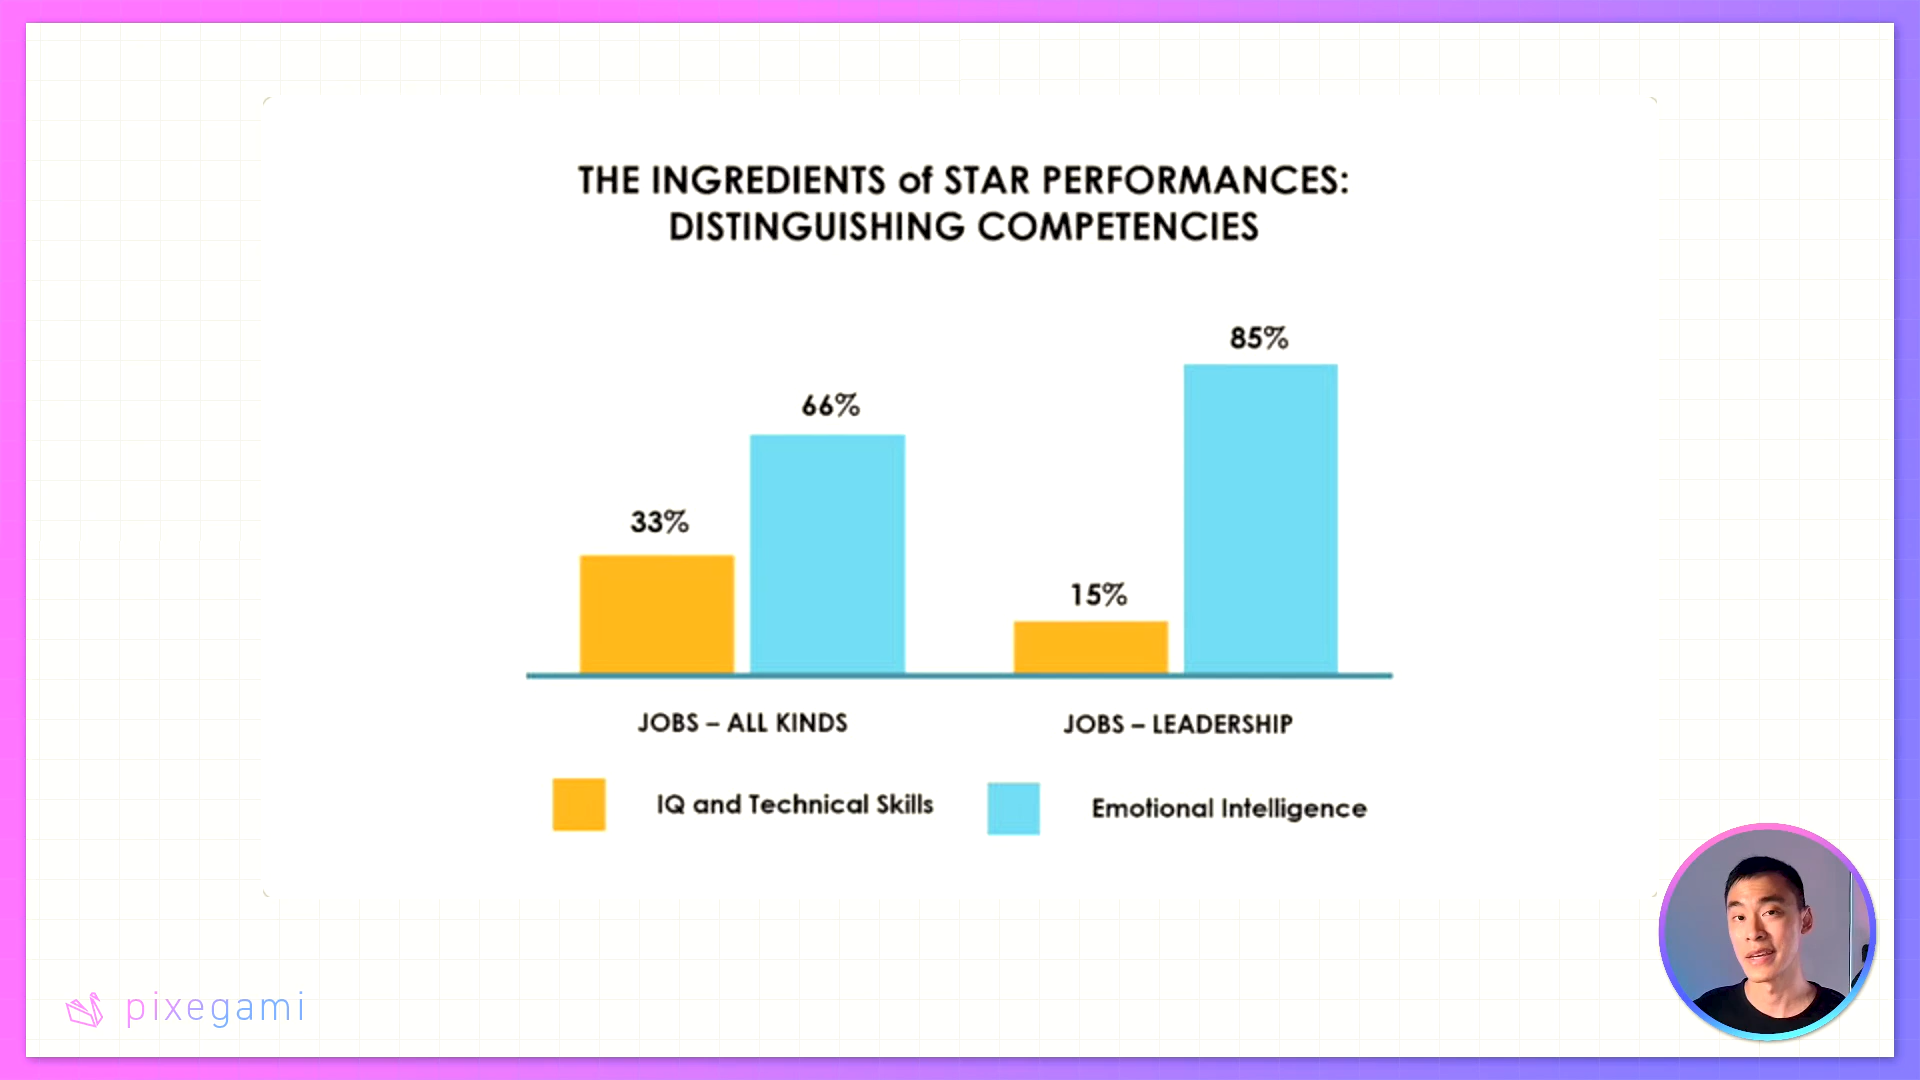 THE INGREDIENTS of STAR PERFORMANCES:
DISTINGUISHING COMPETENCIES
85%
66%
33%
15%
JOBS – ALL KINDS
JOBS – LEADERSHIP
IQ and Technical Skills
Emotional Intelligence
pixegami